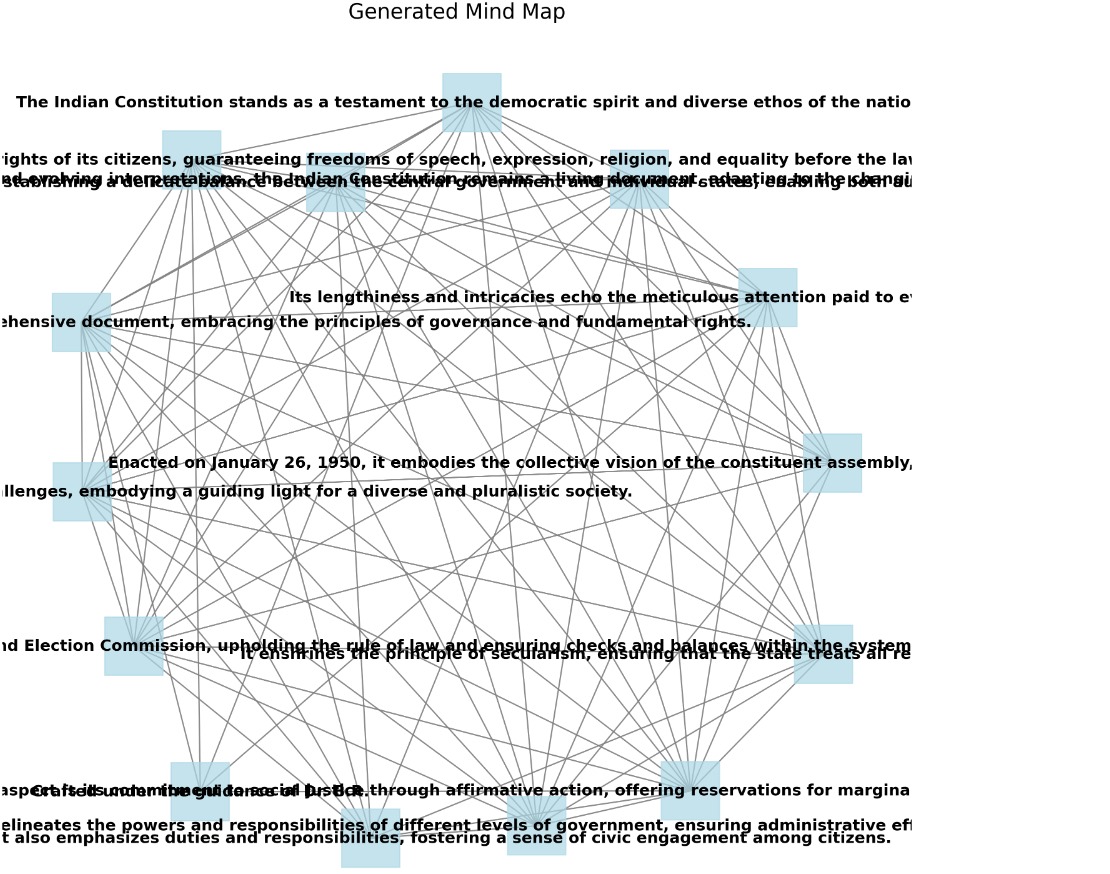 Generated Mind Map
The Indian Constitution stands as a testament to the democratic spirit and diverse ethos of the natio
ights of its citizens, guaranteeing freedoms of speech, expression, religion, and equality before the law
nd evolving interpretations, the Indian Constitution remains a living document, adapting to the changi
stablishing a delicate balance between the central government and individual states, enabling both au
Its lengthiness and intricacies echo the meticulous attention paid to ev
ehensive document, embracing the principles of governance and fundamental rights.
Enacted on January 26, 1950, it embodies the collective vision of the constituent assembly,
llenges, embodying a guiding light for a diverse and pluralistic society.
nd Election Commission, upholding the rule of law and ensuring checks and balances within the system
It enshrines the principle of secularism, ensuring that the state treats all re
aspect is its commitment to social justice through affirmative action, offering reservations for margina
Crafted under the guidance of Dr. B.R.
elineates the powers and responsibilities of different levels of government, ensuring administrative eff
t also emphasizes duties and responsibilities, fostering a sense of civic engagement among citizens.